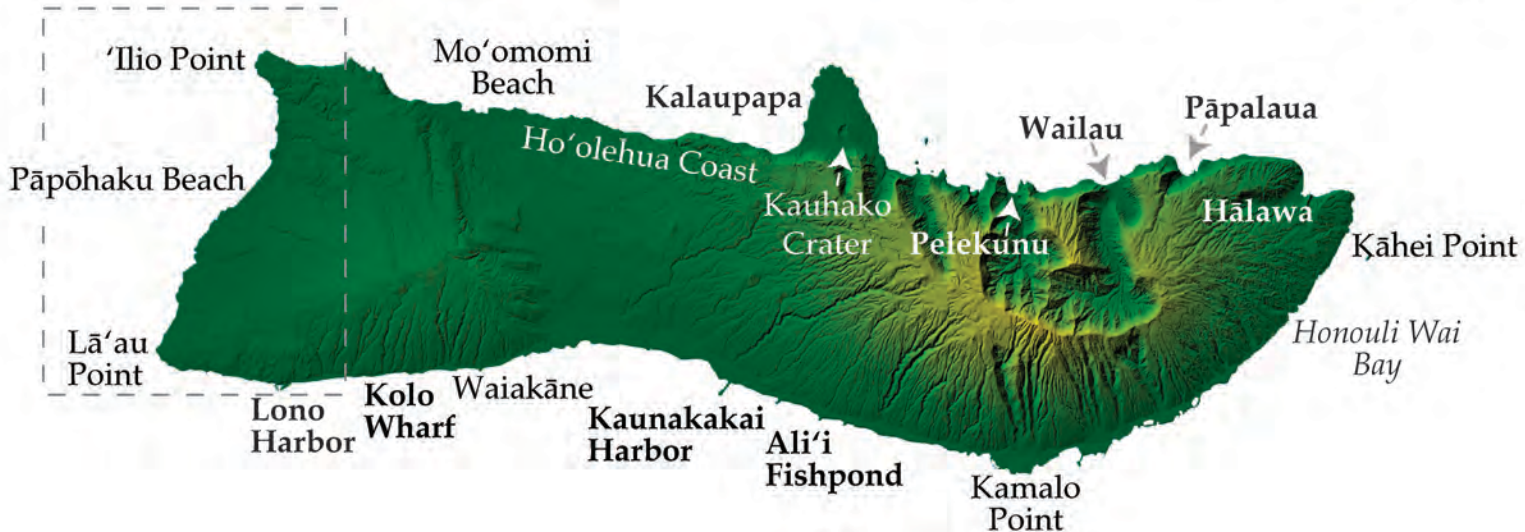 ʻIlio Point
Moʻomomi
Beach
Kalaupapa
Wailau
Pāpalaua
Hoʻolehua Coast
Pāpōhaku Beach
Kauhako
Crater
Pelekunu
Hālawa
Kāhei Point
Lāʻau
Point
Honouli Wai
Bay
Lono
Harbor
Kolo
Wharf
Waiakāne
Kaunakakai
Harbor
Aliʻi
Fishpond
Kamalo
Point